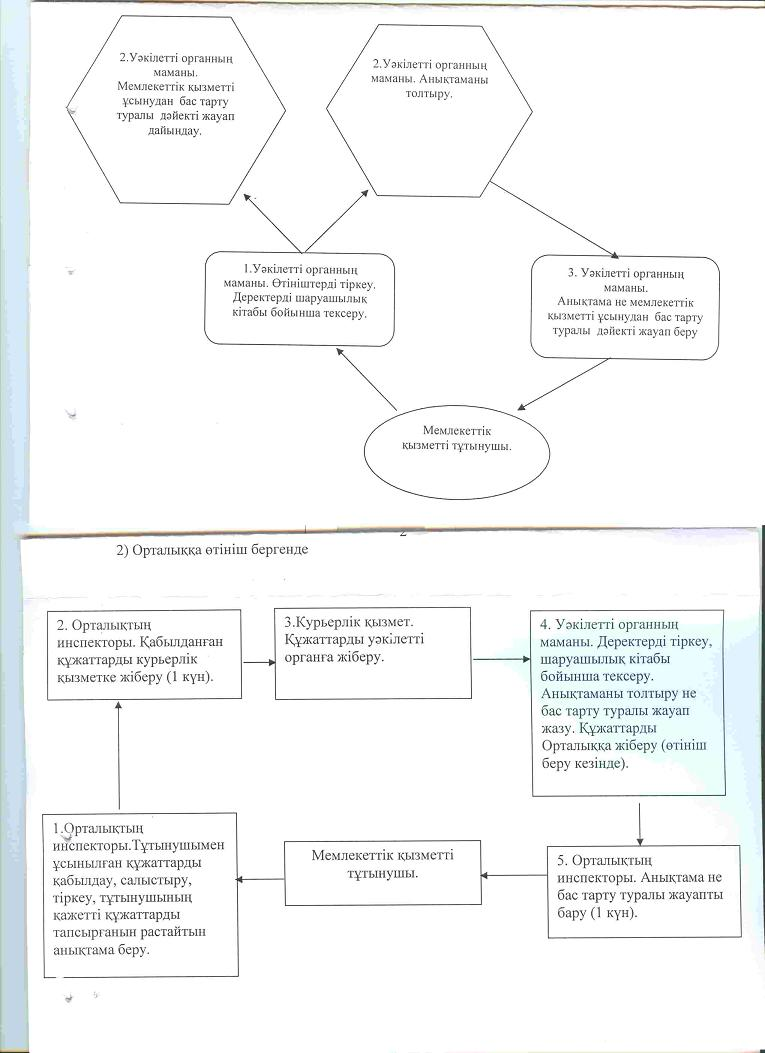 2.Уәкілетті органның
маманы.
Мемлекеттік қызметті
ұсынудан бас тарту
туралы дәйекті жауап
дайындау.
2.Уәкілетті органның
маманы. Анықтаманы
толтыру.
1.Уәкілетті органның
маманы. Өтініштерді тіркеу.
Деректерді шаруашылық
кітабы бойынша тексеру.
3. Уәкілетті органның
маманы.
Анықтама не мемлекеттік
қызметті ұсынудан бас тарту
туралы дәйекті жауап беру
Мемлекеттік
қызметті тұтынушы.
2
2) Орталыққа өтініш бергенде
2. Орталықтың
инспекторы. Қабылданған
құжаттарды курьерлік
қызметке жіберу (1 күн).
3.Курьерлік қызмет.
Құжаттарды уәкілетті
органға жіберу.
4. Уәкілетті органның
маманы. Деректерді тіркеу,
шаруашылық кітабы
бойынша тексеру.
Анықтаманы толтыру не
бас тарту туралы жауап
жазу. Құжаттарды
Орталыққа жіберу (өтініш
беру кезінде).
1.Орталықтың
инспекторы.Тұтынушымен
ұсынылған құжаттарды
қабылдау, салыстыру,
тіркеу, тұтынушының
қажетті құжаттарды
тапсырғанын растайтын
анықтама беру.
Мемлекеттік қызметті
тұтынушы.
5. Орталықтың
инспекторы. Анықтама не
бас тарту туралы жауапты
бару (1 күн).